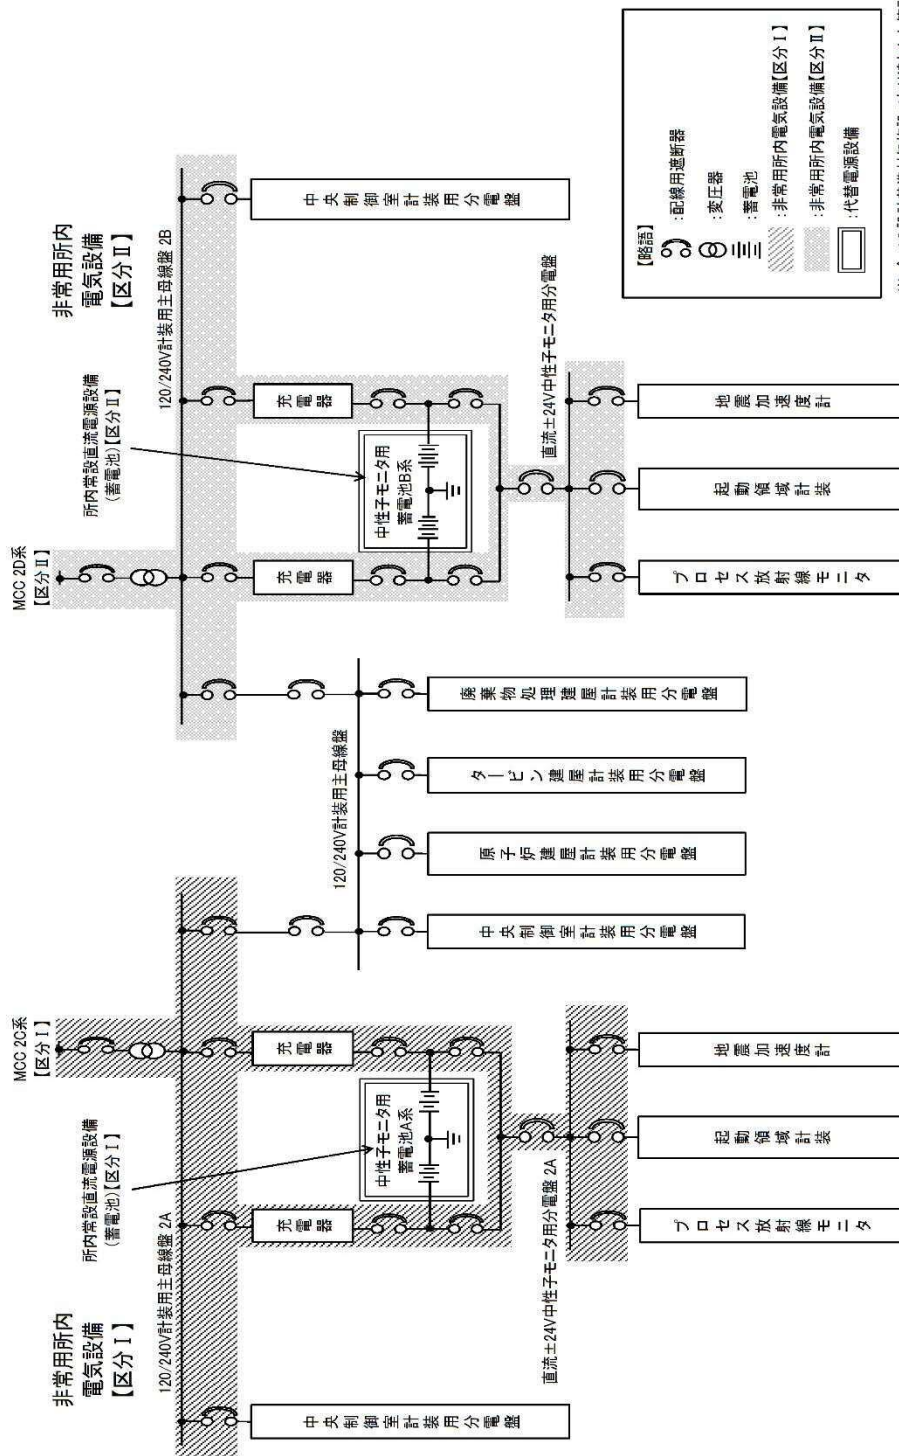 非常用所内
電気設備
【区分Ⅰ】
所内常設直流電源設備
(蓄電池)【区分Ⅰ】
MCC 2C系
【区分Ⅰ】
120/240V計装用主母線盤 2A
中央制御室計装用分電盤
充電器
中性子モニタ用
蓄電池A系
充電器
直流±24V中性子モニタ用分電盤 2A
プロセス放射線モニタ
起動領域計装
地震加速度計
120/240V計装用主母線盤
中央制御室計装用分電盤
原子炉建屋計装用分電盤
タービン建屋計装用分電盤
廃棄物処理建屋計装用分電盤
MCC 2D系
【区分Ⅱ】
所内常設直流電源設備
(蓄電池)【区分Ⅱ】
非常用所内
電気設備
【区分Ⅱ】
120/240V計装用主母線盤 2B
充電器
中性子モニタ用
蓄電池B系
充電器
中央制御室計装用分電盤
直流±24V中性子モニタ用分電盤
プロセス放射線モニタ
起動領域計装
地震加速度計
【略語】
:配線用遮断器
:変圧器
:蓄電池
:非常用所内電気設備【区分Ⅰ】
:非常用所内電気設備【区分Ⅱ】
:代替電源設備